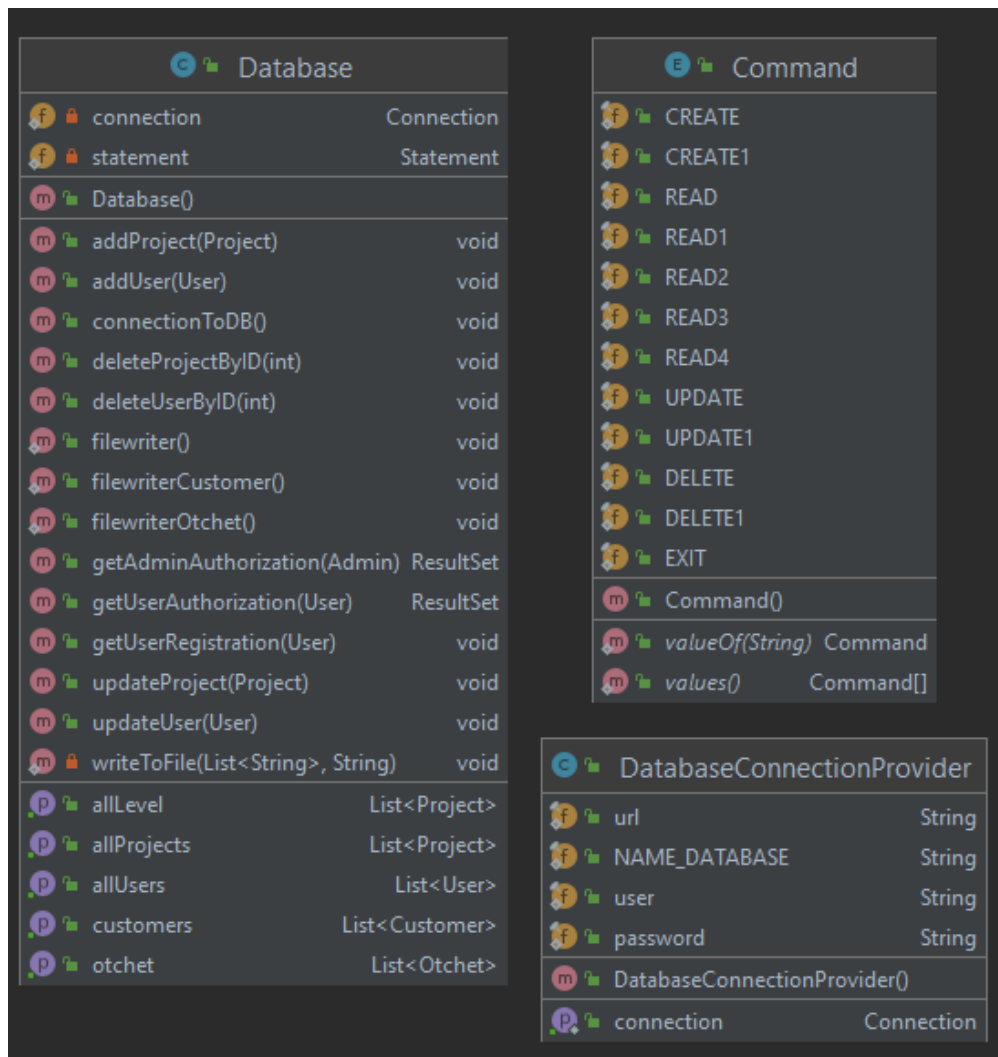 Database
connection Connection
statement Statement
Database()
addProject(Project) void
addUser(User) void
connectionToDB() void
deleteProjectByID(int) void
deleteUserByID(int) void
filewriter() void
filewriterCustomer() void
filewriterOtchet() void
getAdminAuthorization(Admin) ResultSet
getUserAuthorization(User) ResultSet
getUserRegistration(User) void
updateProject(Project) void
updateUser(User) void
writeToFile(List<String>, String) void
allLevel List<Project>
allProjects List<Project>
allUsers List<User>
customers List<Customer>
otchet List<Otchet>
Command
CREATE
CREATE1
READ
READ1
READ2
READ3
READ4
UPDATE
UPDATE1
DELETE
DELETE1
EXIT
Command()
valueOf(String) Command
values() Command[]
DatabaseConnectionProvider
url String
NAME_DATABASE String
user String
password String
DatabaseConnectionProvider()
connection Connection